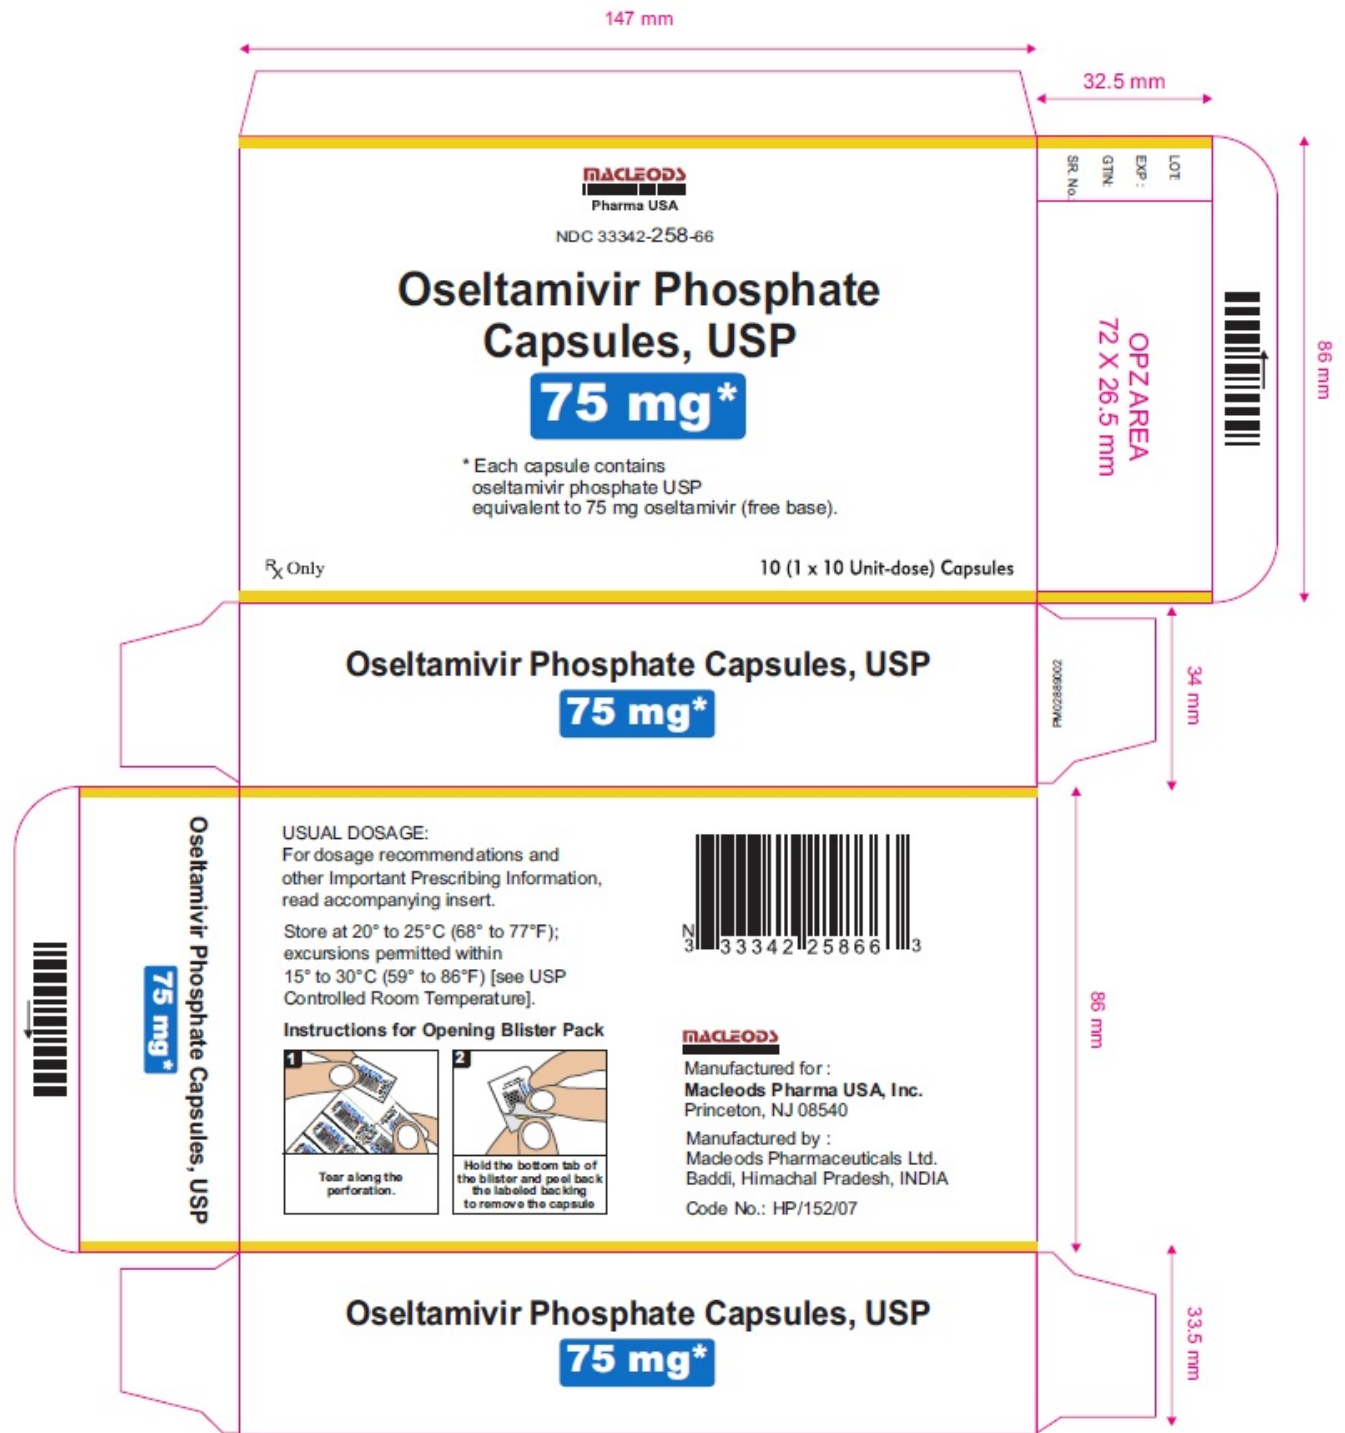 147 mm
32.5 mm
MACLEODS
Pharma USA
NDC 33342-258-66
Oseltamivir Phosphate
Capsules, USP
75 mg*
* Each capsule contains
oseltamivir phosphate USP
equivalent to 75 mg oseltamivir (free base).
Rx Only
10 (1 x 10 Unit-dose) Capsules
LOT:
EXP :
GTIN:
SR. No.:
OPZ AREA
72 X 26.5 mm
86 mm
Oseltamivir Phosphate Capsules, USP
75 mg*
PM02889002
34 mm
Oseltamivir Phosphate Capsules, USP
75 mg*
USUAL DOSAGE:
For dosage recommendations and
other Important Prescribing Information,
read accompanying insert.
Store at 20° to 25°C (68° to 77°F);
excursions permitted within
15° to 30°C (59° to 86°F) [see USP
Controlled Room Temperature].
Instructions for Opening Blister Pack
1
Tear along the
perforation.
2
Hold the bottom tab of
the blister and peel back
the labeled backing
to remove the capsule
N
3 33342 25866 3
MACLEODS
Manufactured for :
Macleods Pharma USA, Inc.
Princeton, NJ 08540
Manufactured by :
Macleods Pharmaceuticals Ltd.
Baddi, Himachal Pradesh, INDIA
Code No.: HP/152/07
86 mm
Oseltamivir Phosphate Capsules, USP
75 mg*
33.5 mm